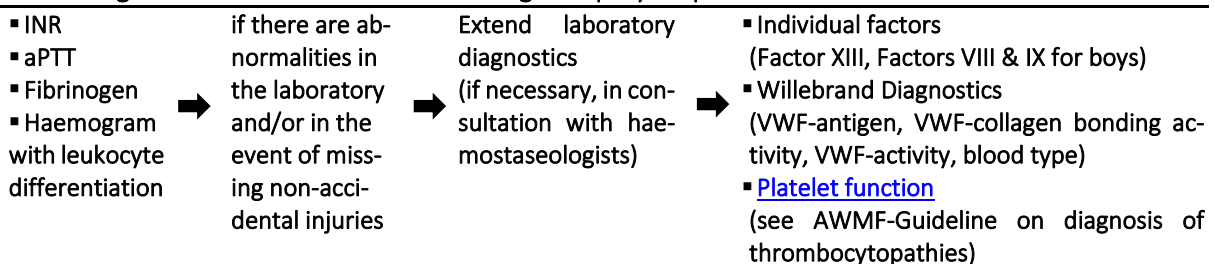 ▪ INR
▪ aPTT
▪ Fibrinogen
▪ Haemogram
with leukocyte
differentiation
if there are ab-
normalities in
the laboratory
and/or in the
event of miss-
ing non-acci-
dental injuries
Extend laboratory
diagnostics
(if necessary, in con-
sultation with hae-
mostaseologists)
▪ Individual factors
(Factor XIII, Factors VIII & IX for boys)
▪ Willebrand Diagnostics
(VWF-antigen, VWF-collagen bonding ac-
tivity, VWF-activity, blood type)
▪ Platelet function
(see AWMF-Guideline on diagnosis of
thrombocytopathies)